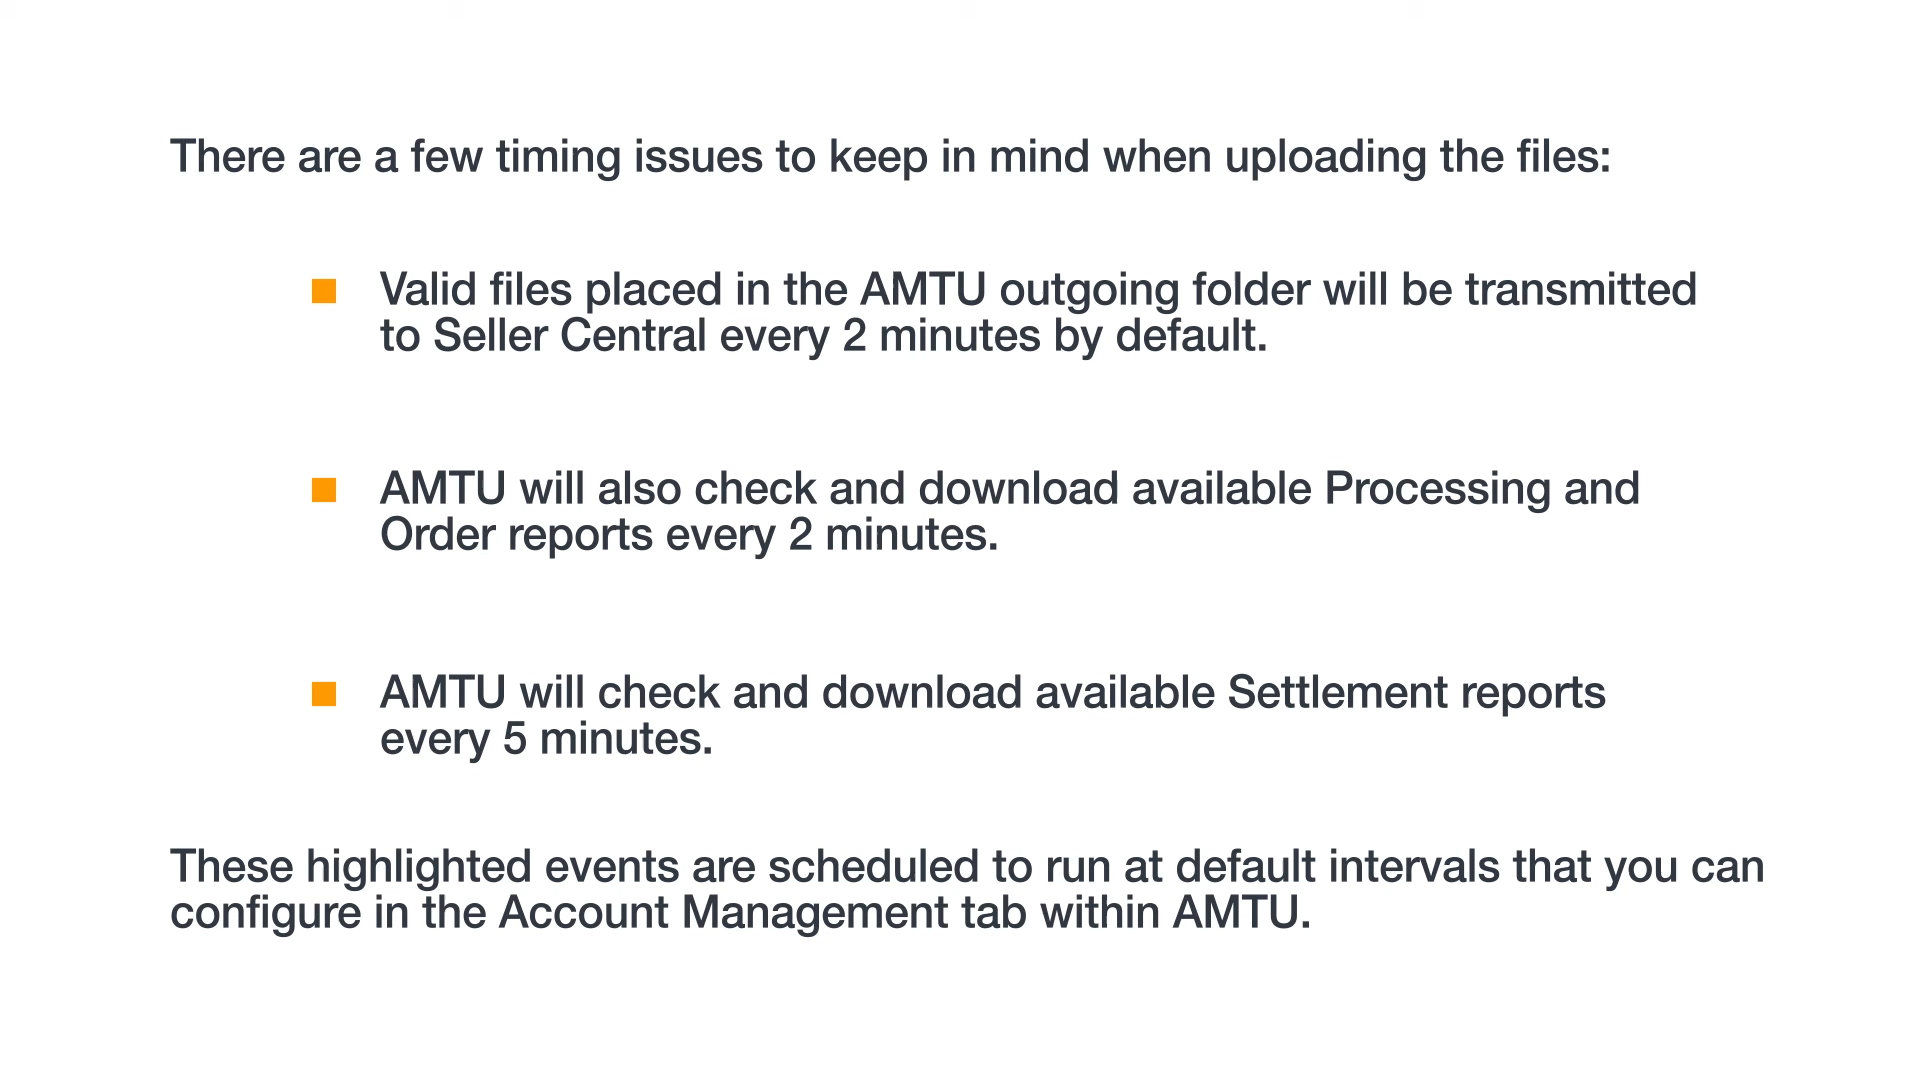 There are a few timing issues to keep in mind when uploading the files:
Valid files placed in the AMTU outgoing folder will be transmitted
to Seller Central every 2 minutes by default.
AMTU will also check and download available Processing and
Order reports every 2 minutes.
AMTU will check and download available Settlement reports
every 5 minutes.
These highlighted events are scheduled to run at default intervals that you can
configure in the Account Management tab within AMTU.